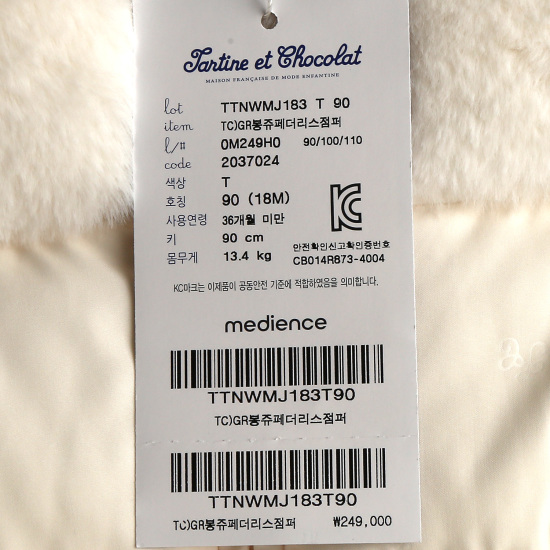 Tartine et Chocolat
MAISON FRANÇAISE DE MODE ENFANTINE
lot TTNWMJ183 T 90
item TC)GR봉쥬페더리스점퍼
l/# 0M249H0 90/100/110
code 2037024
색상 T
호칭 90 (18M)
사용연령 36개월 미만
키 90 cm
몸무게 13.4 kg
안전확인신고확인증번호
CB014R873-4004
KC마크는 이제품이 공동안전 기준에 적합하였음을 의미합니다.
medience
TTNWMJ183T90
TC)GR봉쥬페더리스점퍼
TTNWMJ183T90
TC)GR봉쥬페더리스점퍼 ₩249,000